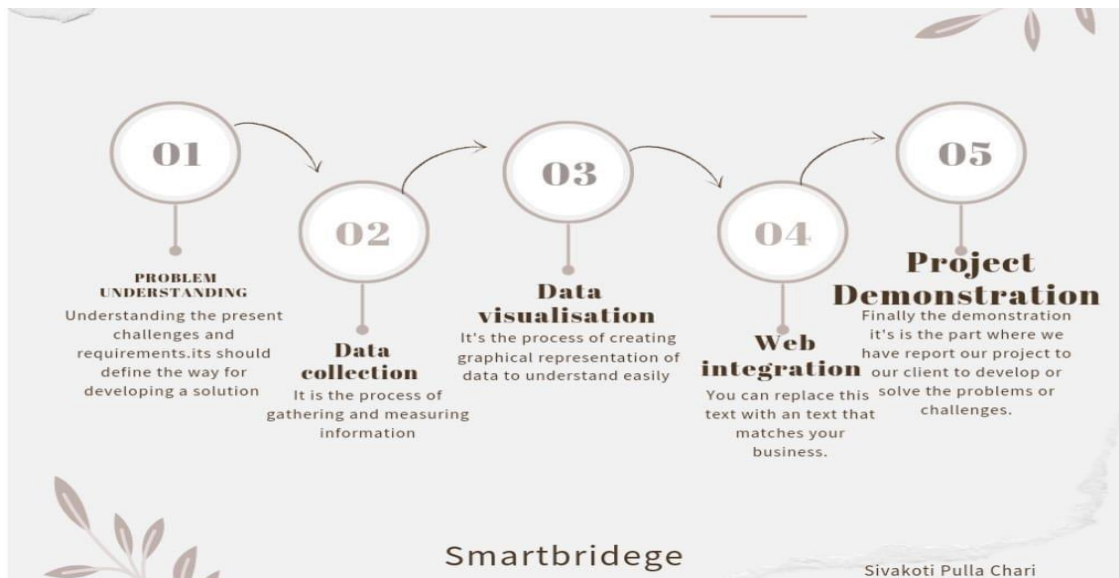 01
PROBLEM
UNDERSTANDING
Understanding the present
challenges and
requirements.its should
define the way for
developing a solution
02
Data
collection
It is the process of
gathering and measuring
information
03
Data
visualisation
It's the process of creating
graphical representation of
data to understand easily
04
Web
integration
You can replace this
text with an text that
matches your
business.
05
Project
Demonstration
Finally the demonstration
it's is the part where we
have report our project to
our client to develop or
solve the problems or
challenges.
Smartbridege
Sivakoti Pulla Chari